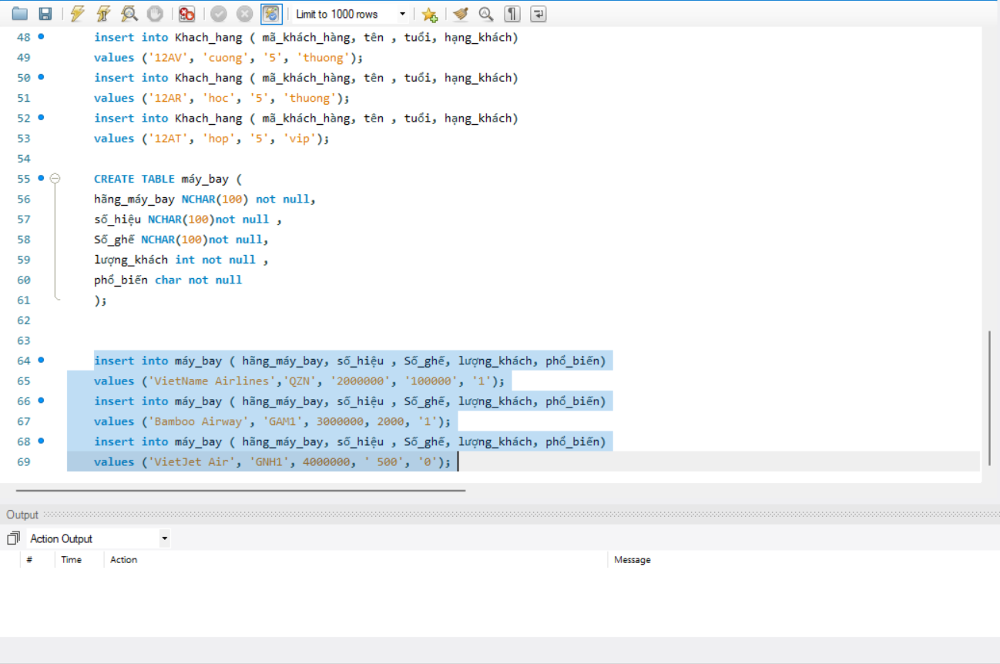 Limit to 1000 rows
48 insert into Khach_hang ( mã_khách_hàng, tên , tuổi, hạng_khách)
49 values ('12AV', 'cuong', '5', 'thuong');
50 insert into Khach_hang ( mã_khách_hàng, tên , tuổi, hạng_khách)
51 values ('12AR', 'hoc', '5', 'thuong');
52 insert into Khach_hang ( mã_khách_hàng, tên , tuổi, hạng_khách)
53 values ('12AT', 'hop', '5', 'vip');
54
55 CREATE TABLE máy_bay (
56 hãng_máy_bay NCHAR(100) not null,
57 số_hiệu NCHAR(100)not null ,
58 Số_ghế NCHAR(100)not null,
59 lượng_khách int not null ,
60 phổ_biến char not null
61 );
62
63
64 insert into máy_bay ( hãng_máy_bay, số_hiệu , Số_ghế, lượng_khách, phổ_biến)
65 values ('VietName Airlines','QZN', '2000000', '100000', '1');
66 insert into máy_bay ( hãng_máy_bay, số_hiệu , Số_ghế, lượng_khách, phổ_biến)
67 values ('Bamboo Airway', 'GAM1', 3000000, 2000, '1');
68 insert into máy_bay ( hãng_máy_bay, số_hiệu , Số_ghế, lượng_khách, phổ_biến)
69 values ('VietJet Air', 'GNH1', 4000000, ' 500', '0');
Output
Action Output
# Time Action Message